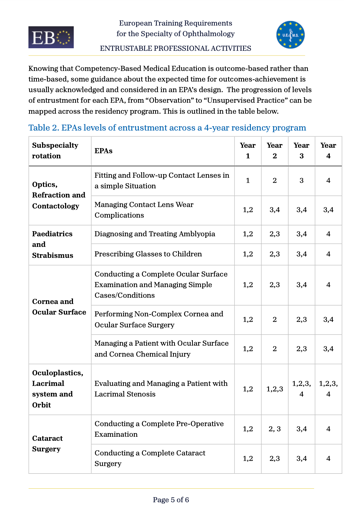 EBO
European Training Requirements
for the Specialty of Ophthalmology
ENTRUSTABLE PROFESSIONAL ACTIVITIES
U.E.M.S
Knowing that Competency-Based Medical Education is outcome-based rather than
time-based, some guidance about the expected time for outcomes-achievement is
usually acknowledged and considered in an EPA's design. The progression of levels
of entrustment for each EPA, from "Observation" to "Unsupervised Practice" can be
mapped across the residency program. This is outlined in the table below.
Table 2. EPAs levels of entrustment across a 4-year residency program
Subspecialty rotation EPAs Year 1 Year 2 Year 3 Year 4
Optics, Refraction and Contactology
Fitting and Follow-up Contact Lenses in a simple Situation 1 2 3 4
Managing Contact Lens Wear Complications 1,2 3,4 3,4 3,4
Paediatrics and Strabismus
Diagnosing and Treating Amblyopia 1,2 2,3 3,4 4
Prescribing Glasses to Children 1,2 2,3 3,4 4
Cornea and Ocular Surface
Conducting a Complete Ocular Surface Examination and Managing Simple Cases/Conditions 1,2 2,3 3,4 4
Performing Non-Complex Cornea and Ocular Surface Surgery 1,2 2 2,3 3,4
Managing a Patient with Ocular Surface and Cornea Chemical Injury 1,2 2 2,3 3,4
Oculoplastics, Lacrimal system and Orbit
Evaluating and Managing a Patient with Lacrimal Stenosis 1,2 1,2,3 1,2,3, 4 1,2,3, 4
Cataract Surgery
Conducting a Complete Pre-Operative Examination 1,2 2, 3 3,4 4
Conducting a Complete Cataract Surgery 1,2 2,3 3,4 4
Page 5 of 6